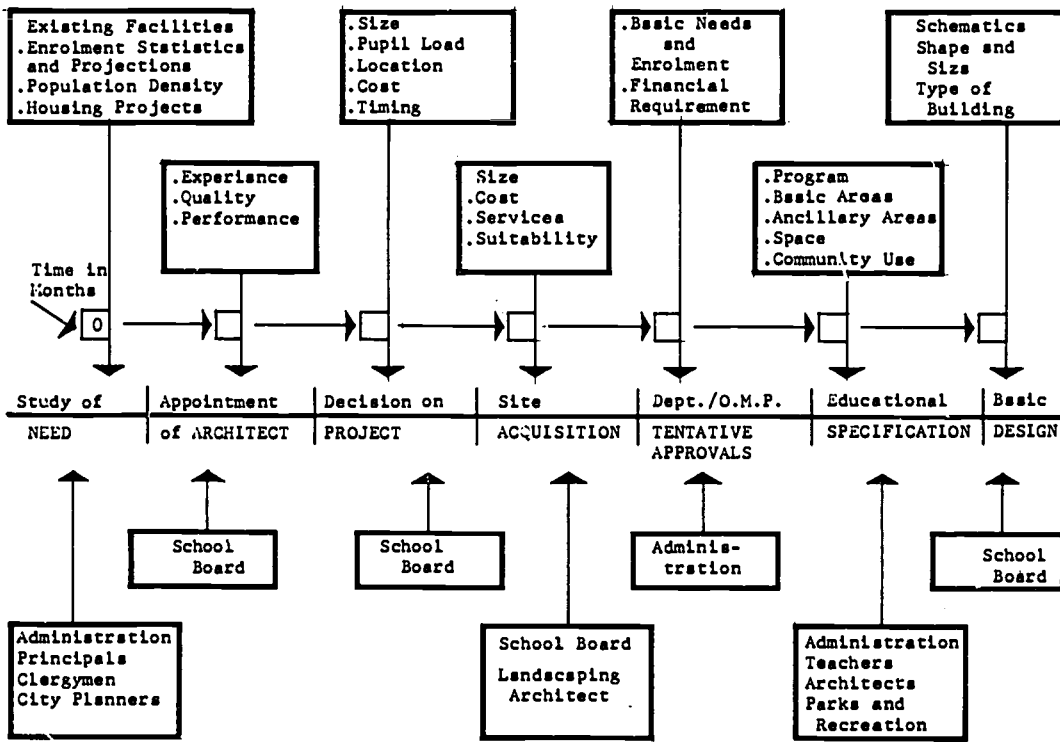 Existing Facilities
.Enrolment Statistics
and Projections
.Population Density
.Housing Projects
.Size
.Pupil Load
.Location
.Cost
.Timing
.Basic Needs
and
Enrolment
.Financial
Requirement
Schematics
Shape and
Size
Type of
Building
.Experience
.Quality
.Performance
Size
.Cost
.Services
.Suitability
.Program
.Basic Areas
.Ancillary Areas
.Space
.Community Use
Time in
Months
0
Study of
NEED
Appointment
of ARCHITECT
Decision on
PROJECT
Site
ACQUISITION
Dept./O.M.P.
TENTATIVE
APPROVALS
Educational
SPECIFICATION
Basic
DESIGN
School
Board
School
Board
Adminis-
tration
School
Board
Administration
Principals
Clergymen
City Planners
School Board
Landscaping
Architect
Administration
Teachers
Architects
Parks and
Recreation